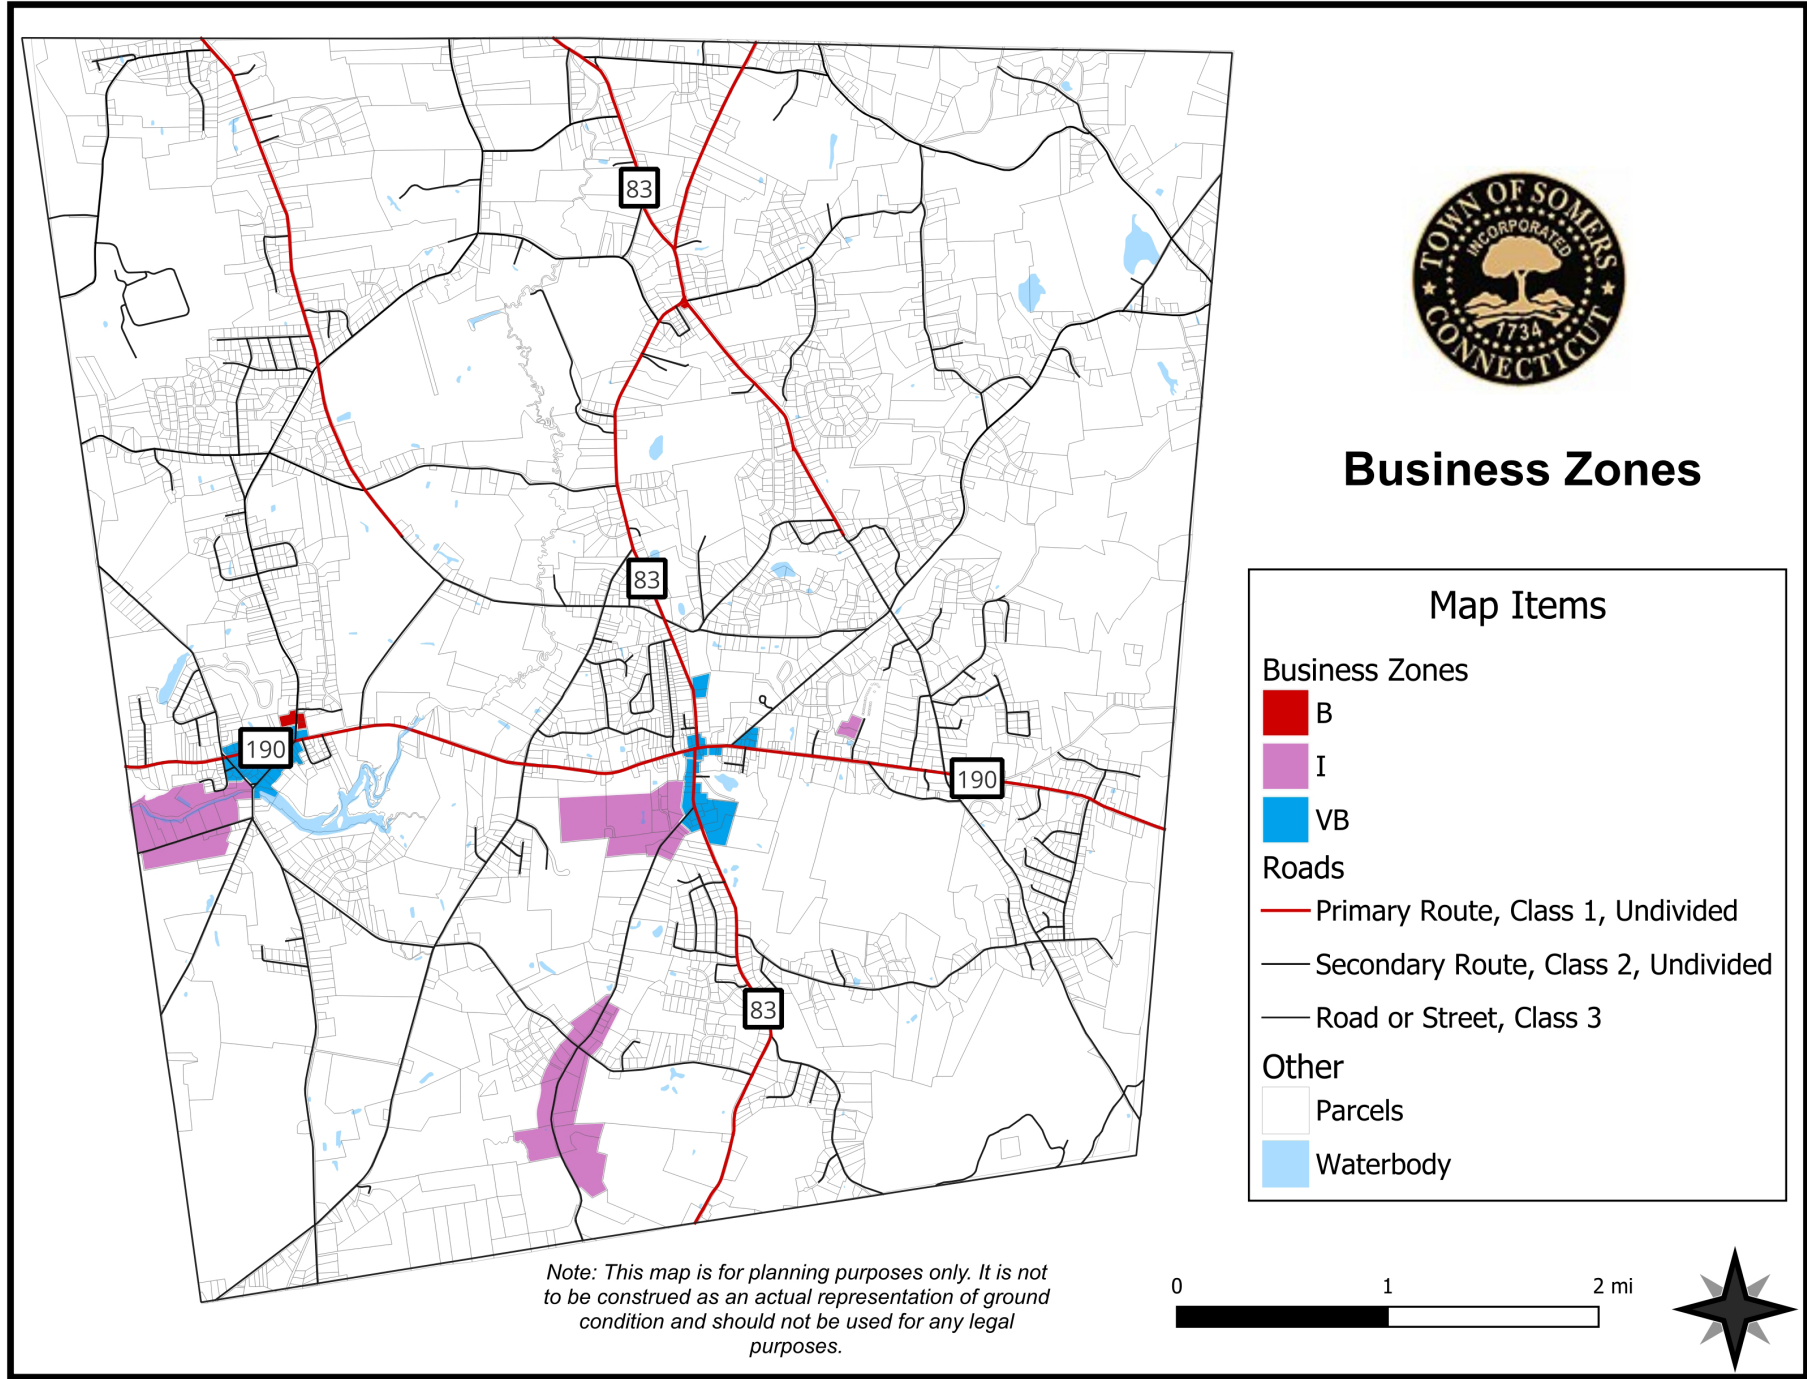 83
83
190
190
83
TOWN OF SOMERS
INCORPORATED
1734
CONNECTICUT
Business Zones
Map Items
Business Zones
B
I
VB
Roads
Primary Route, Class 1, Undivided
Secondary Route, Class 2, Undivided
Road or Street, Class 3
Other
Parcels
Waterbody
Note: This map is for planning purposes only. It is not
to be construed as an actual representation of ground
condition and should not be used for any legal
purposes.
0 1 2 mi